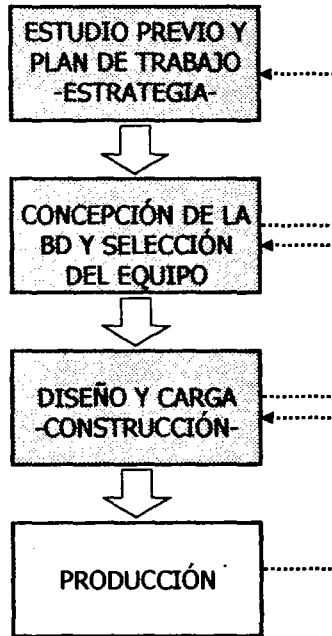 ESTUDIO PREVIO Y
PLAN DE TRABAJO
-ESTRATEGIA-
CONCEPCIÓN DE LA
BD Y SELECCIÓN
DEL EQUIPO
DISEÑO Y CARGA
-CONSTRUCCIÓN-
PRODUCCIÓN